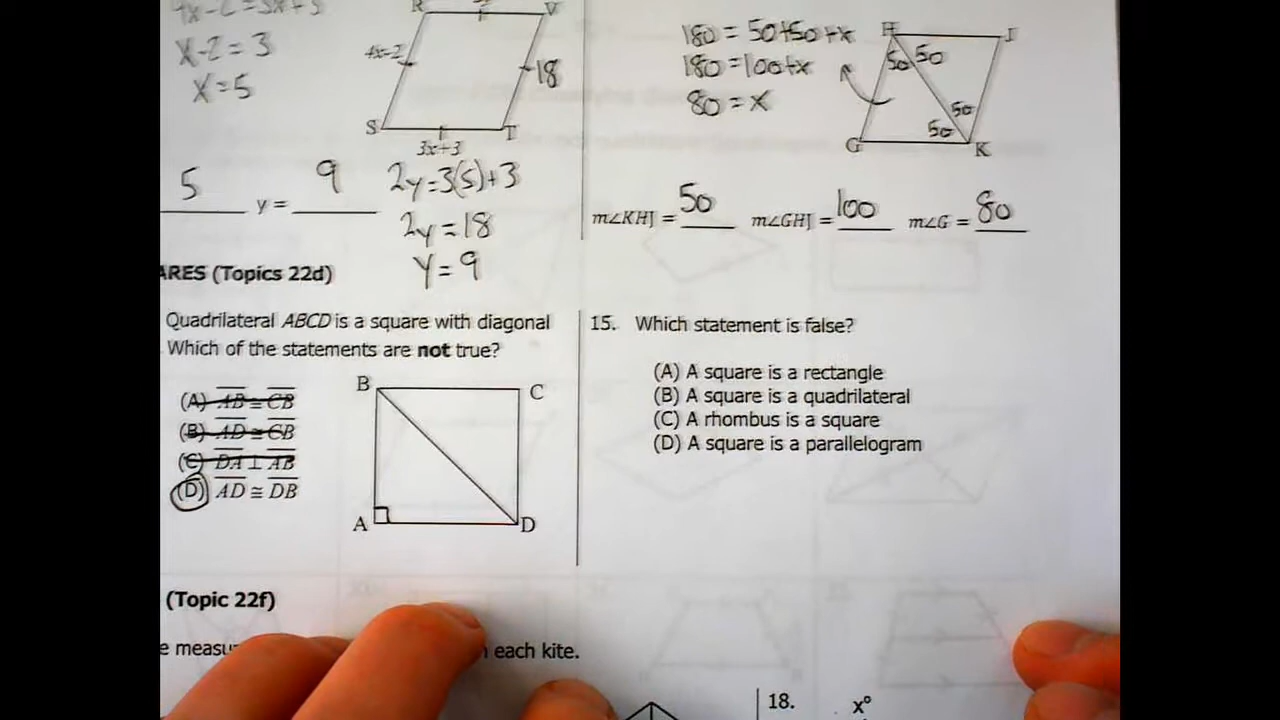 4x-2=3x+3
x-2=3
x=5
R
V
4x-2
18
S
T
3x+3
5
y =
9
2y=3(5)+3
2y=18
y=9
180=50+50+x
180=100+x
80=x
H
J
50
50
50
50
G
K
m∠KHJ = 50
m∠GHJ = 100
m∠G = 80
ARES (Topics 22d)
Quadrilateral ABCD is a square with diagonal
Which of the statements are not true?
(A) AB ≅ CB
(B) AD ≅ CB
(C) DA ⊥ AB
(D) AD ≅ DB
B
C
A
D
15. Which statement is false?
(A) A square is a rectangle
(B) A square is a quadrilateral
(C) A rhombus is a square
(D) A square is a parallelogram
(Topic 22f)
e measu
each kite.
18.
x°